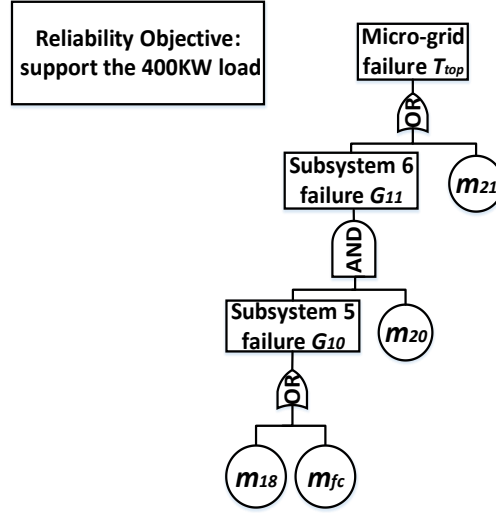 Reliability Objective:
support the 400KW load
Micro-grid
failure Ttop
OR
Subsystem 6
failure G11
m21
AND
Subsystem 5
failure G10
m20
OR
m18
mfc